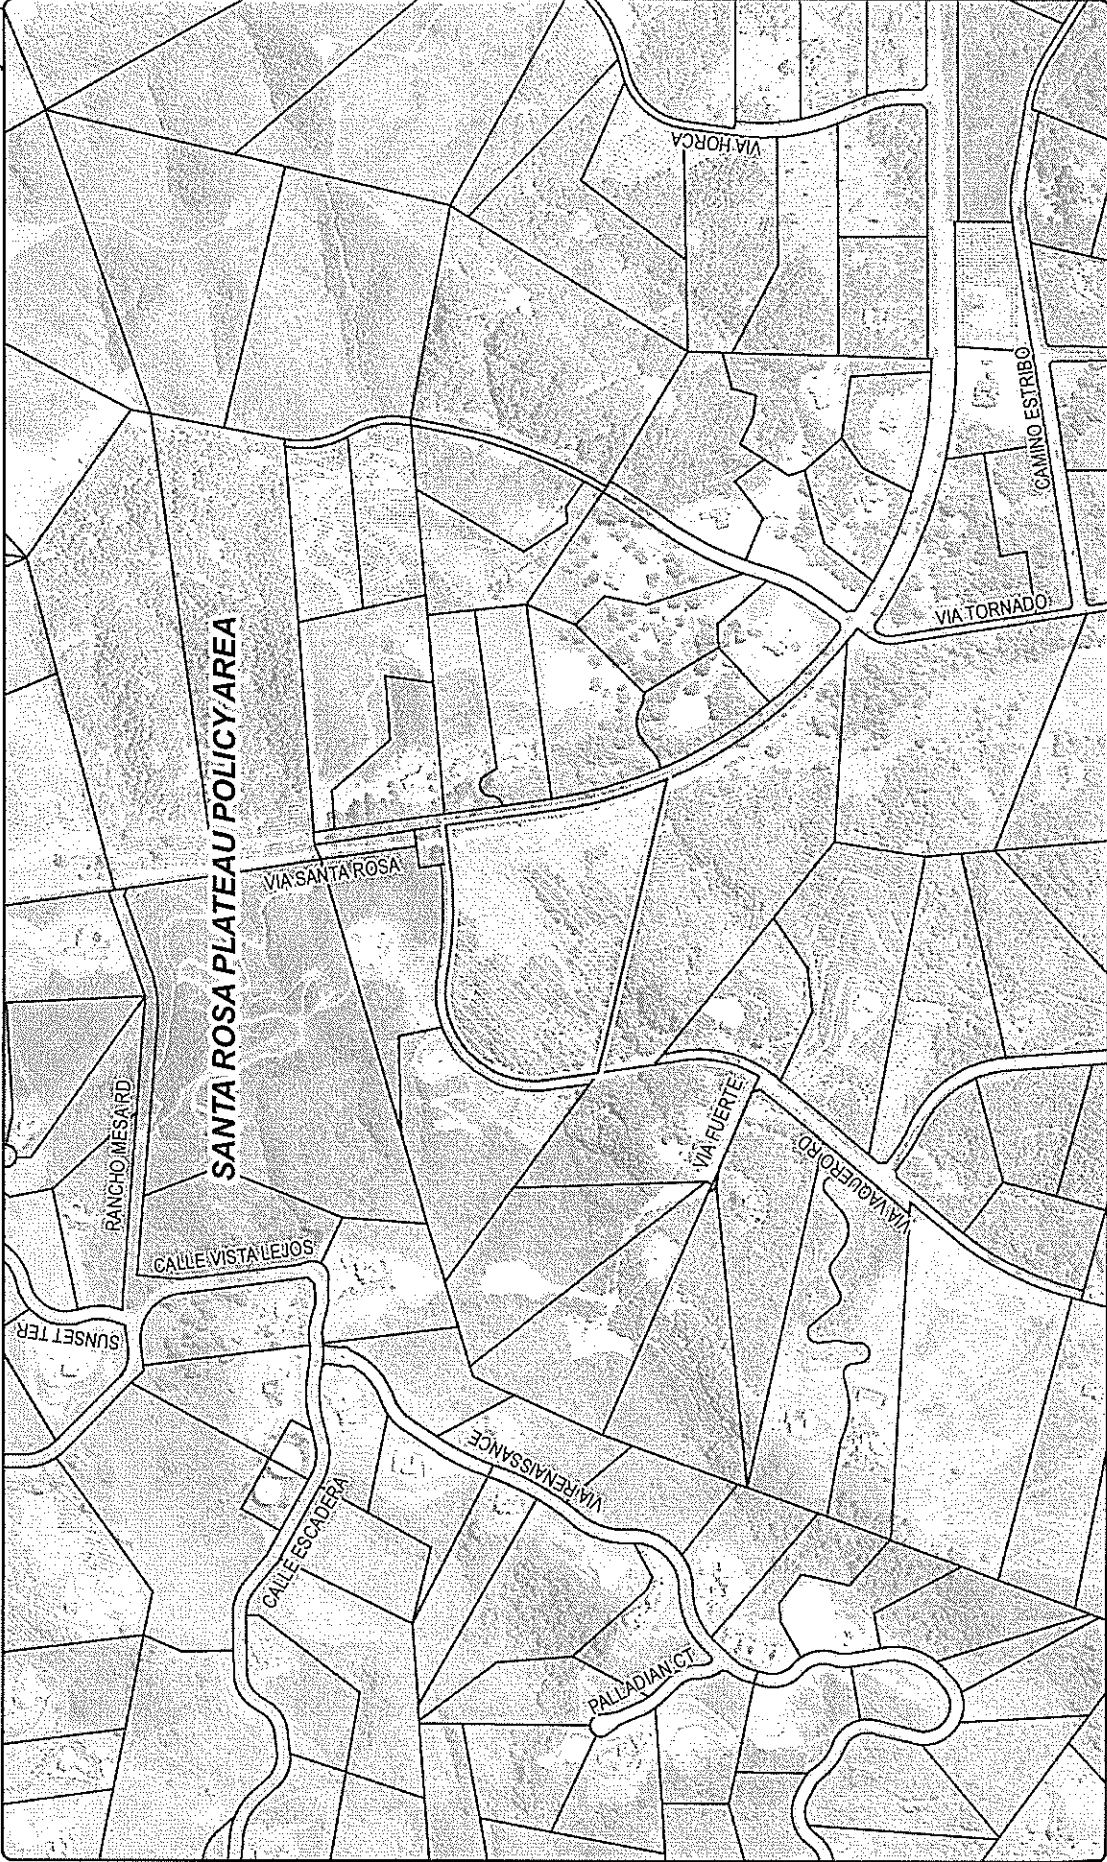 VIA HORCA
SANTA ROSA PLATEAU POLICY AREA
CAMINO ESTRIBO
VIA TORNADO
VIA SANTA ROSA
RANCHO MESA RD
VIA FUERTE
VIA VAQUERO RD
CALLE VISTA LEJOS
SUNSET TER
VIA RENAISSANCE
CALLE ESCADERA
PALLADIAN CT